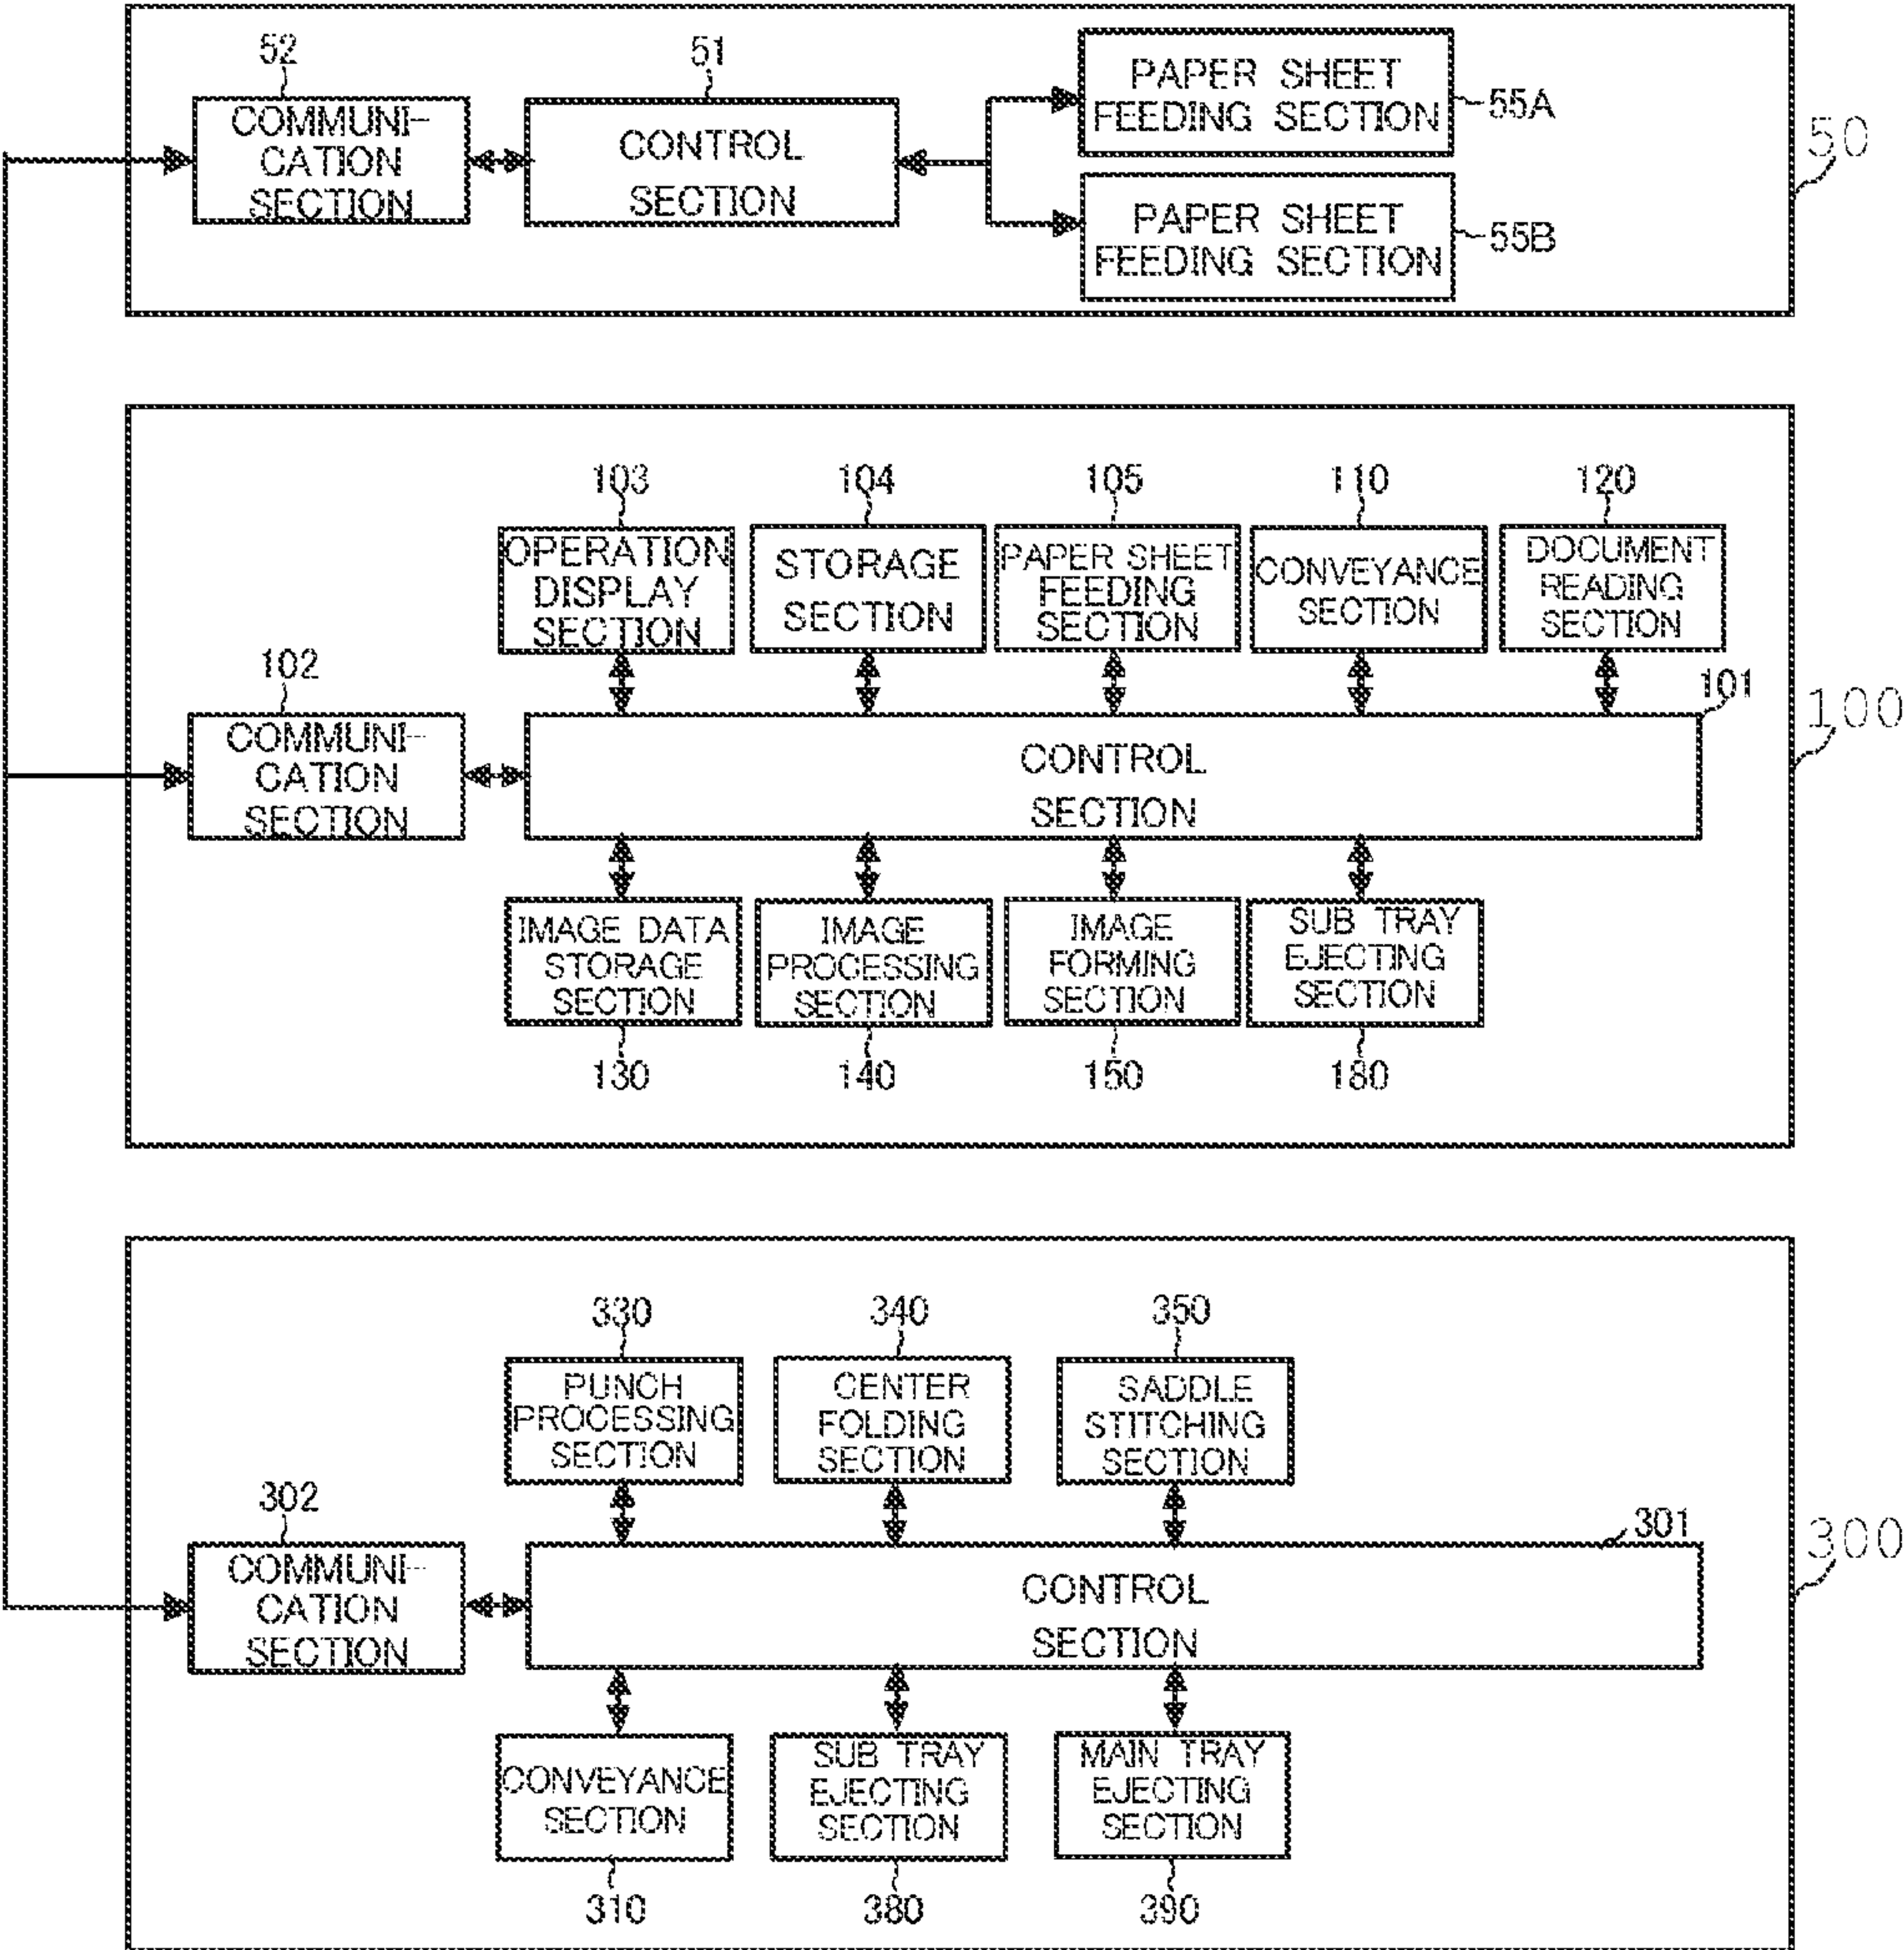 52
COMMUNI-
CATION
SECTION
51
CONTROL
SECTION
PAPER SHEET
FEEDING SECTION
55A
PAPER SHEET
FEEDING SECTION
55B
50
103
OPERATION
DISPLAY
SECTION
104
STORAGE
SECTION
105
PAPER SHEET
FEEDING
SECTION
110
CONVEYANCE
SECTION
120
DOCUMENT
READING
SECTION
102
COMMUNI-
CATION
SECTION
101
CONTROL
SECTION
100
IMAGE DATA
STORAGE
SECTION
130
IMAGE
PROCESSING
SECTION
140
IMAGE
FORMING
SECTION
150
SUB TRAY
EJECTING
SECTION
180
330
PUNCH
PROCESSING
SECTION
340
CENTER
FOLDING
SECTION
350
SADDLE
STITCHING
SECTION
302
COMMUNI-
CATION
SECTION
301
CONTROL
SECTION
300
CONVEYANCE
SECTION
310
SUB TRAY
EJECTING
SECTION
380
MAIN TRAY
EJECTING
SECTION
390